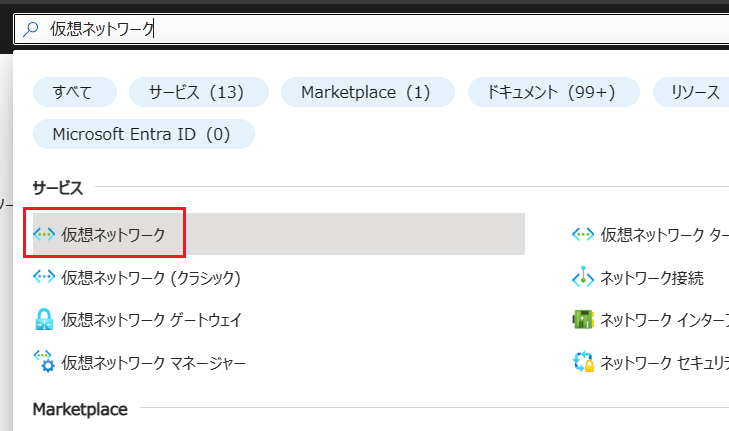 仮想ネットワーク
すべて サービス (13) Marketplace (1) ドキュメント (99+) リソース
Microsoft Entra ID (0)
サービス
仮想ネットワーク 仮想ネットワーク ター
仮想ネットワーク (クラシック) ネットワーク接続
仮想ネットワーク ゲートウェイ ネットワーク インター
仮想ネットワーク マネージャー ネットワーク セキュリ
Marketplace